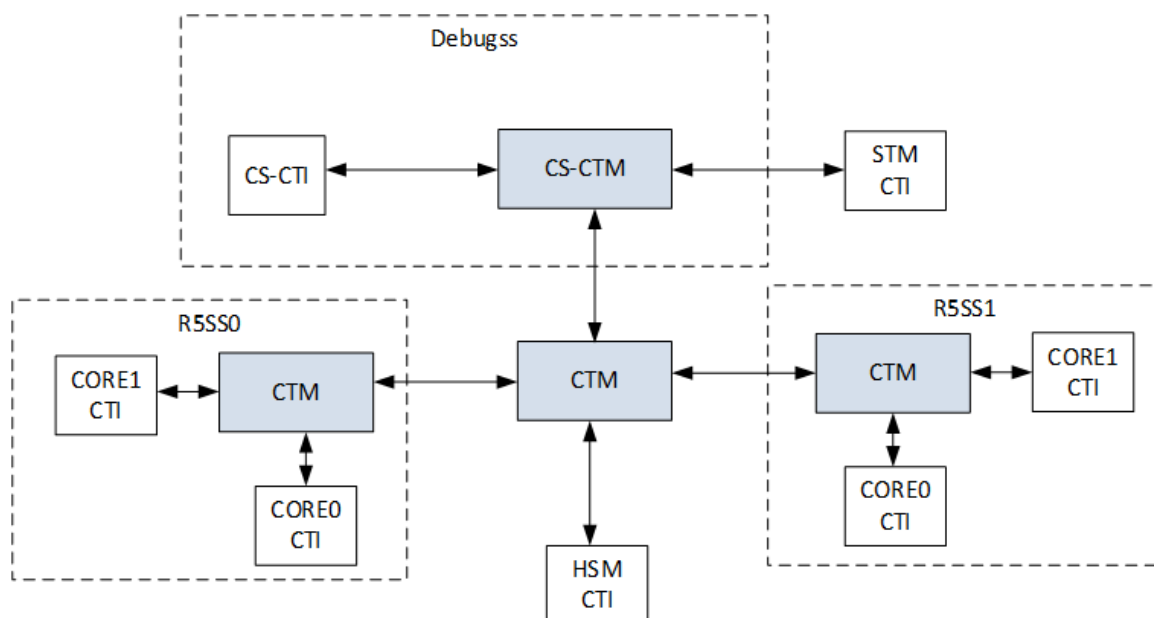 Debugss
CS-CTI
CS-CTM
STM
CTI
R5SS0
CORE1
CTI
CTM
CORE0
CTI
CTM
HSM
CTI
R5SS1
CTM
CORE1
CTI
CORE0
CTI